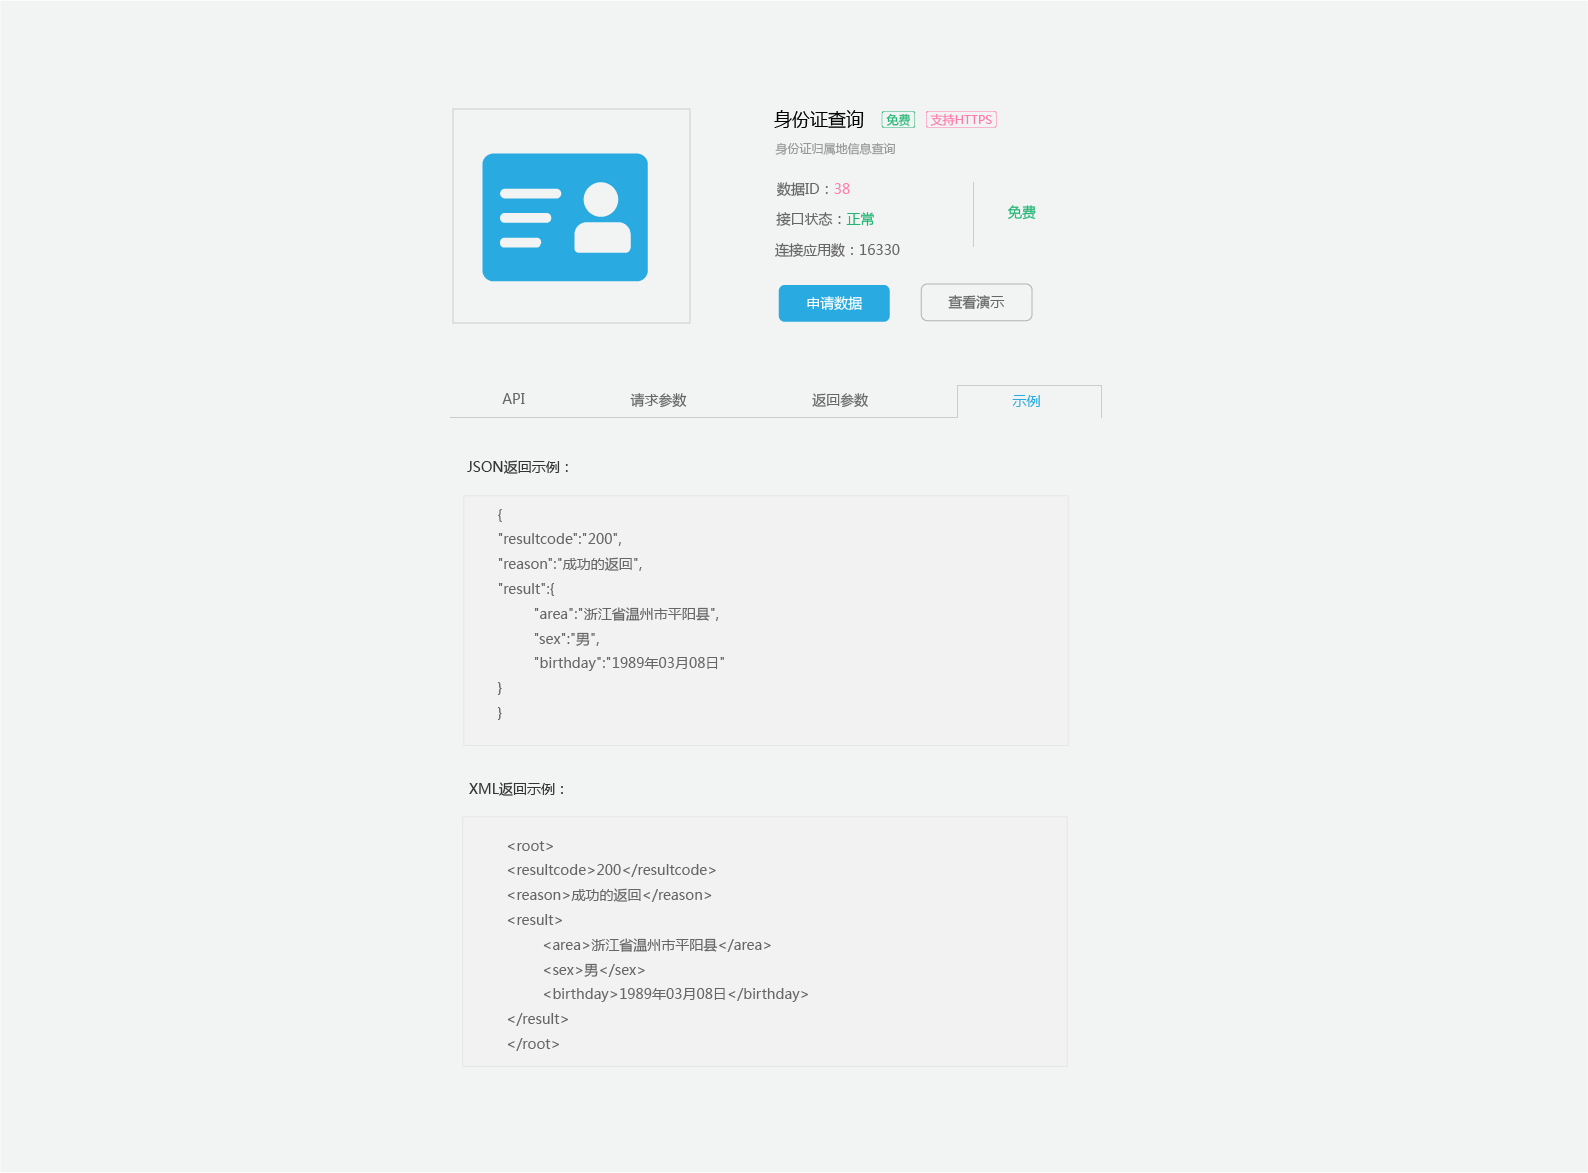 身份证查询 免费 支持HTTPS
身份证归属地信息查询
数据ID：38
接口状态：正常
连接应用数：16330
免费
申请数据 查看演示
API 请求参数 返回参数 示例
JSON返回示例：
{
"resultcode":"200",
"reason":"成功的返回",
"result":{
"area":"浙江省温州市平阳县",
"sex":"男",
"birthday":"1989年03月08日"
}
}
XML返回示例：
<root>
<resultcode>200</resultcode>
<reason>成功的返回</reason>
<result>
<area>浙江省温州市平阳县</area>
<sex>男</sex>
<birthday>1989年03月08日</birthday>
</result>
</root>